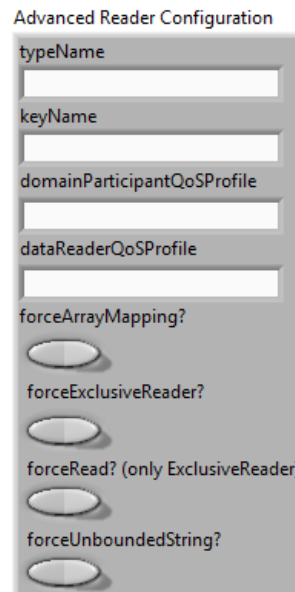 Advanced Reader Configuration
typeName
keyName
domainParticipantQoSProfile
dataReaderQoSProfile
forceArrayMapping?
forceExclusiveReader?
forceRead? (only ExclusiveReader)
forceUnboundedString?